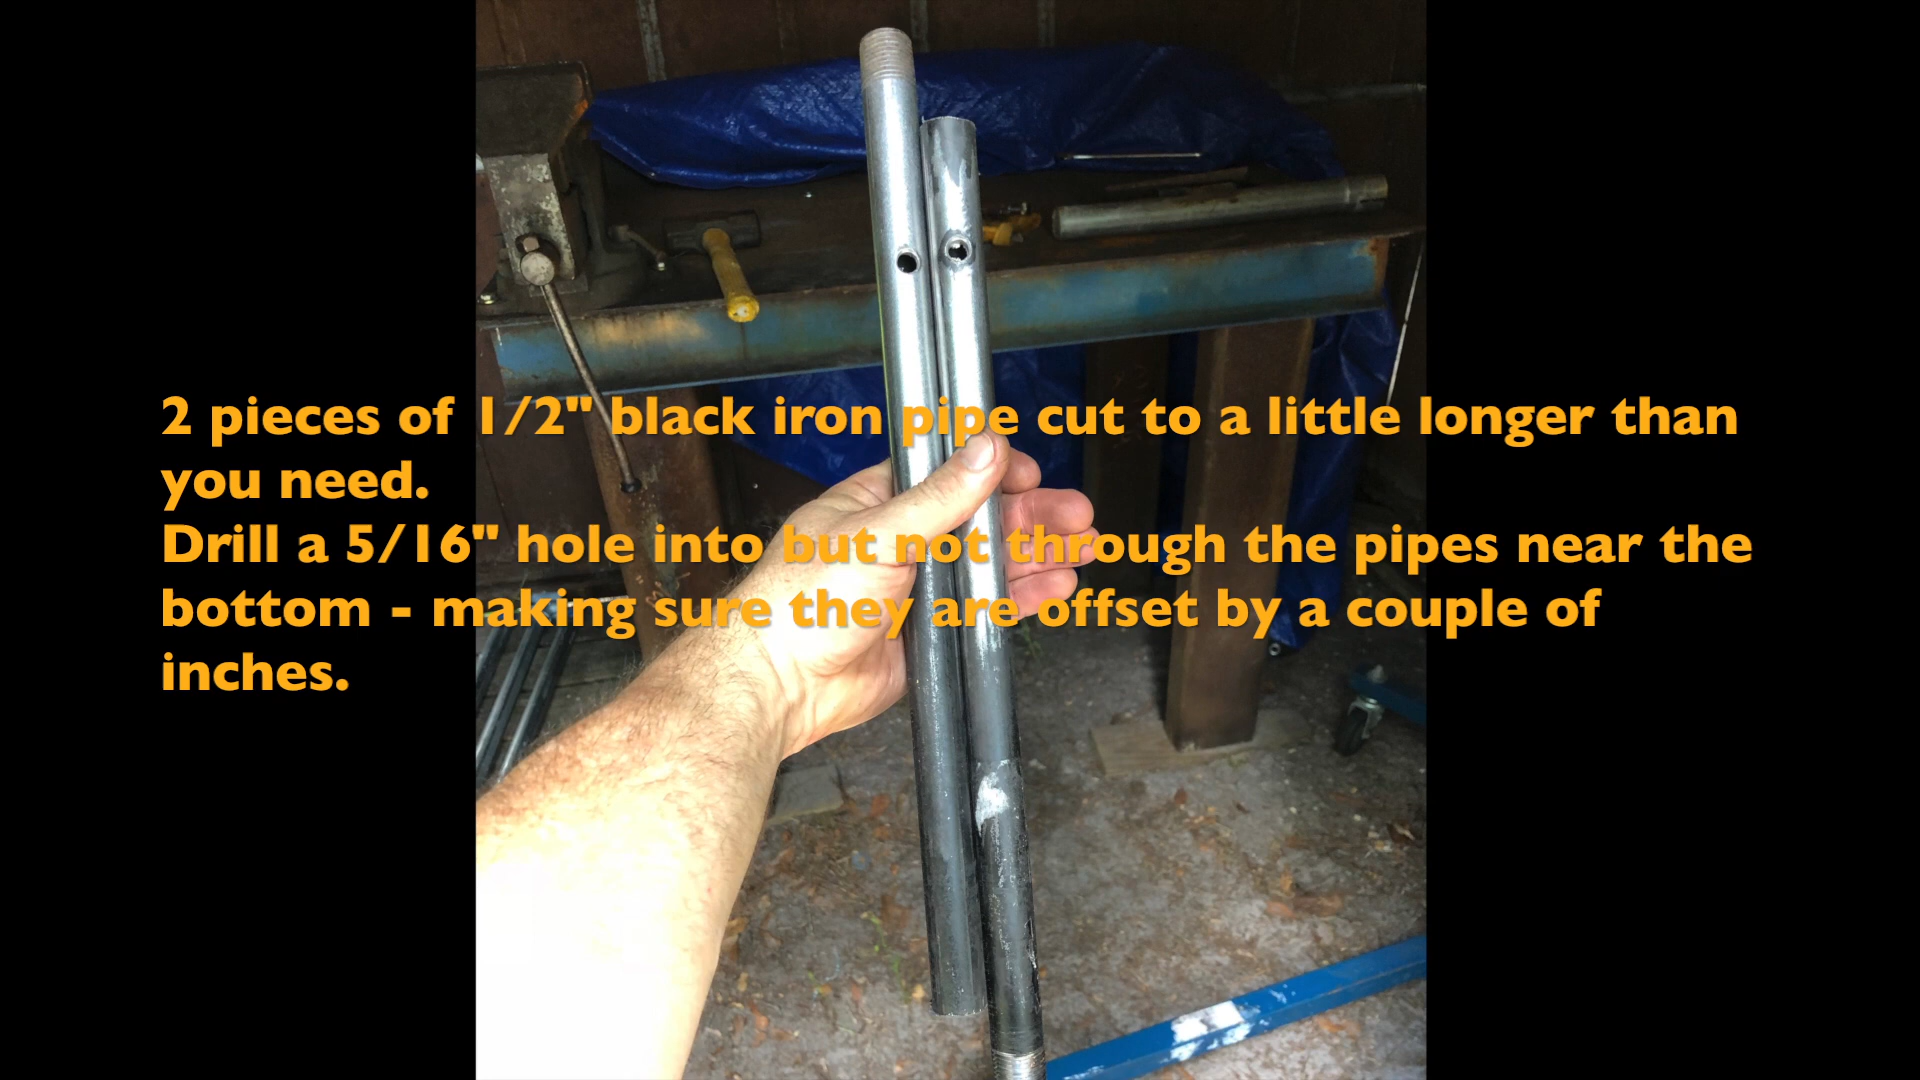 2 pieces of 1/2" black iron pipe cut to a little longer than
you need.
Drill a 5/16" hole into but not through the pipes near the
bottom - making sure they are offset by a couple of
inches.